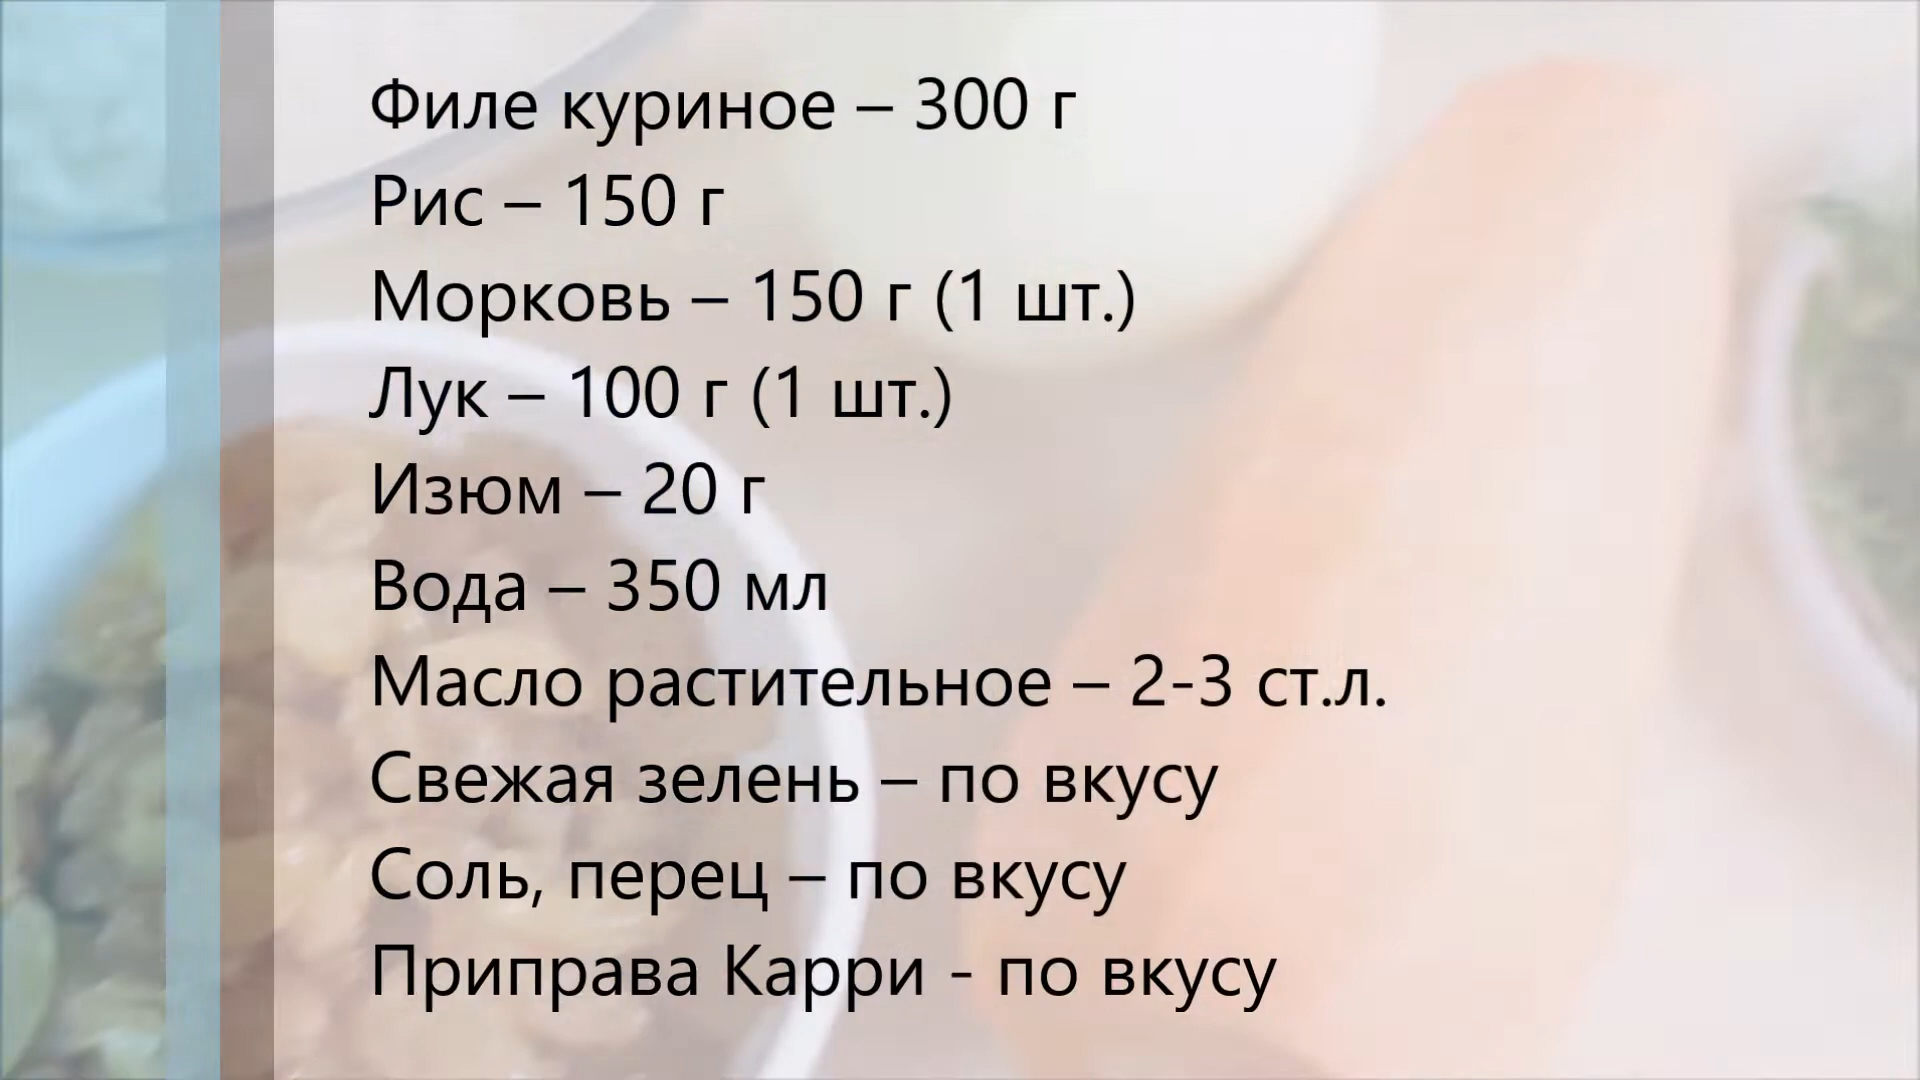 Филе куриное – 300 г
Рис – 150 г
Морковь – 150 г (1 шт.)
Лук – 100 г (1 шт.)
Изюм – 20 г
Вода – 350 мл
Масло растительное – 2-3 ст.л.
Свежая зелень – по вкусу
Соль, перец – по вкусу
Приправа Карри - по вкусу